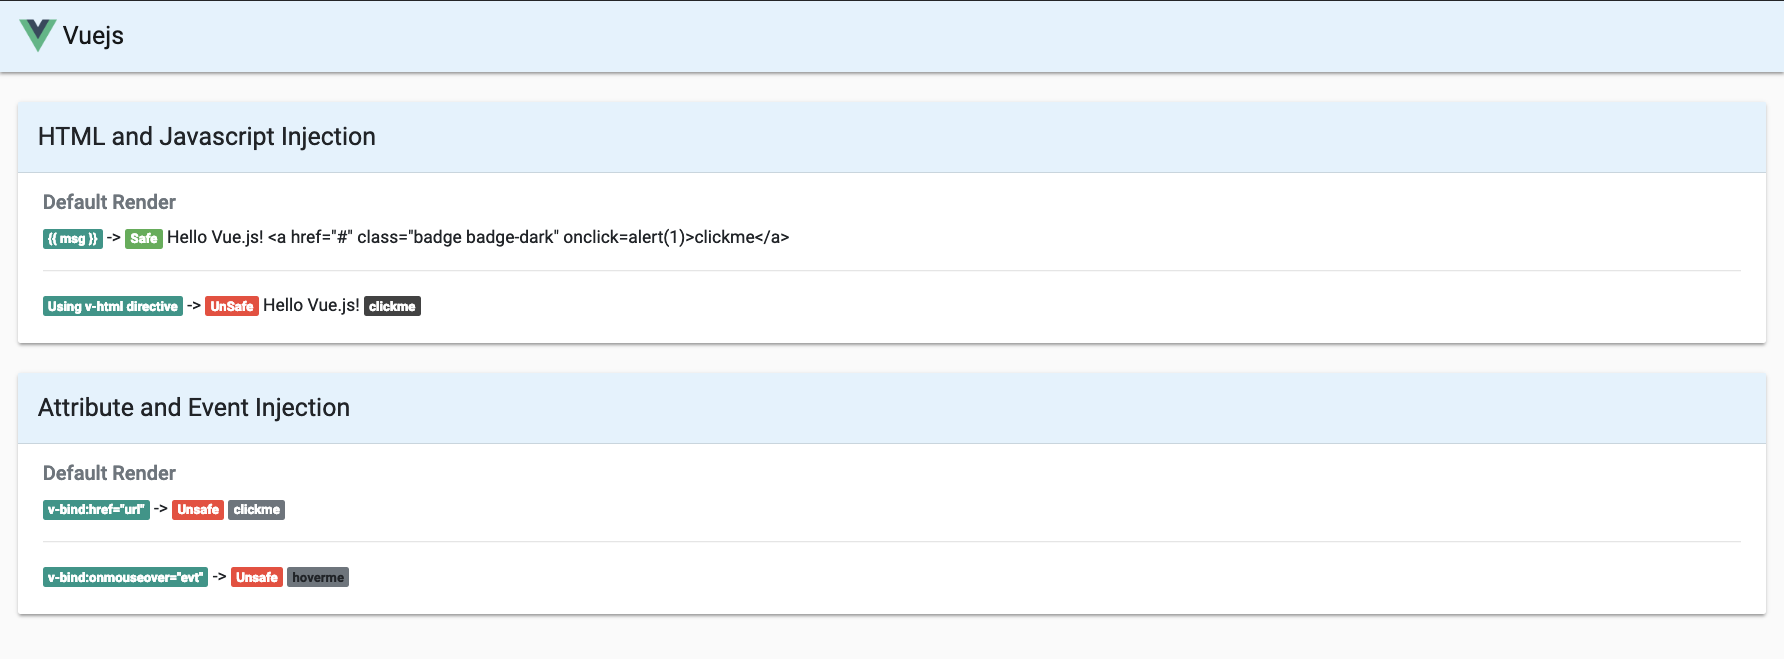 Vuejs
HTML and Javascript Injection
Default Render
{{ msg }} -> Safe Hello Vue.js! <a href="#" class="badge badge-dark" onclick=alert(1)>clickme</a>
Using v-html directive -> UnSafe Hello Vue.js! clickme
Attribute and Event Injection
Default Render
v-bind:href="url" -> Unsafe clickme
v-bind:onmouseover="evt" -> Unsafe hoverme